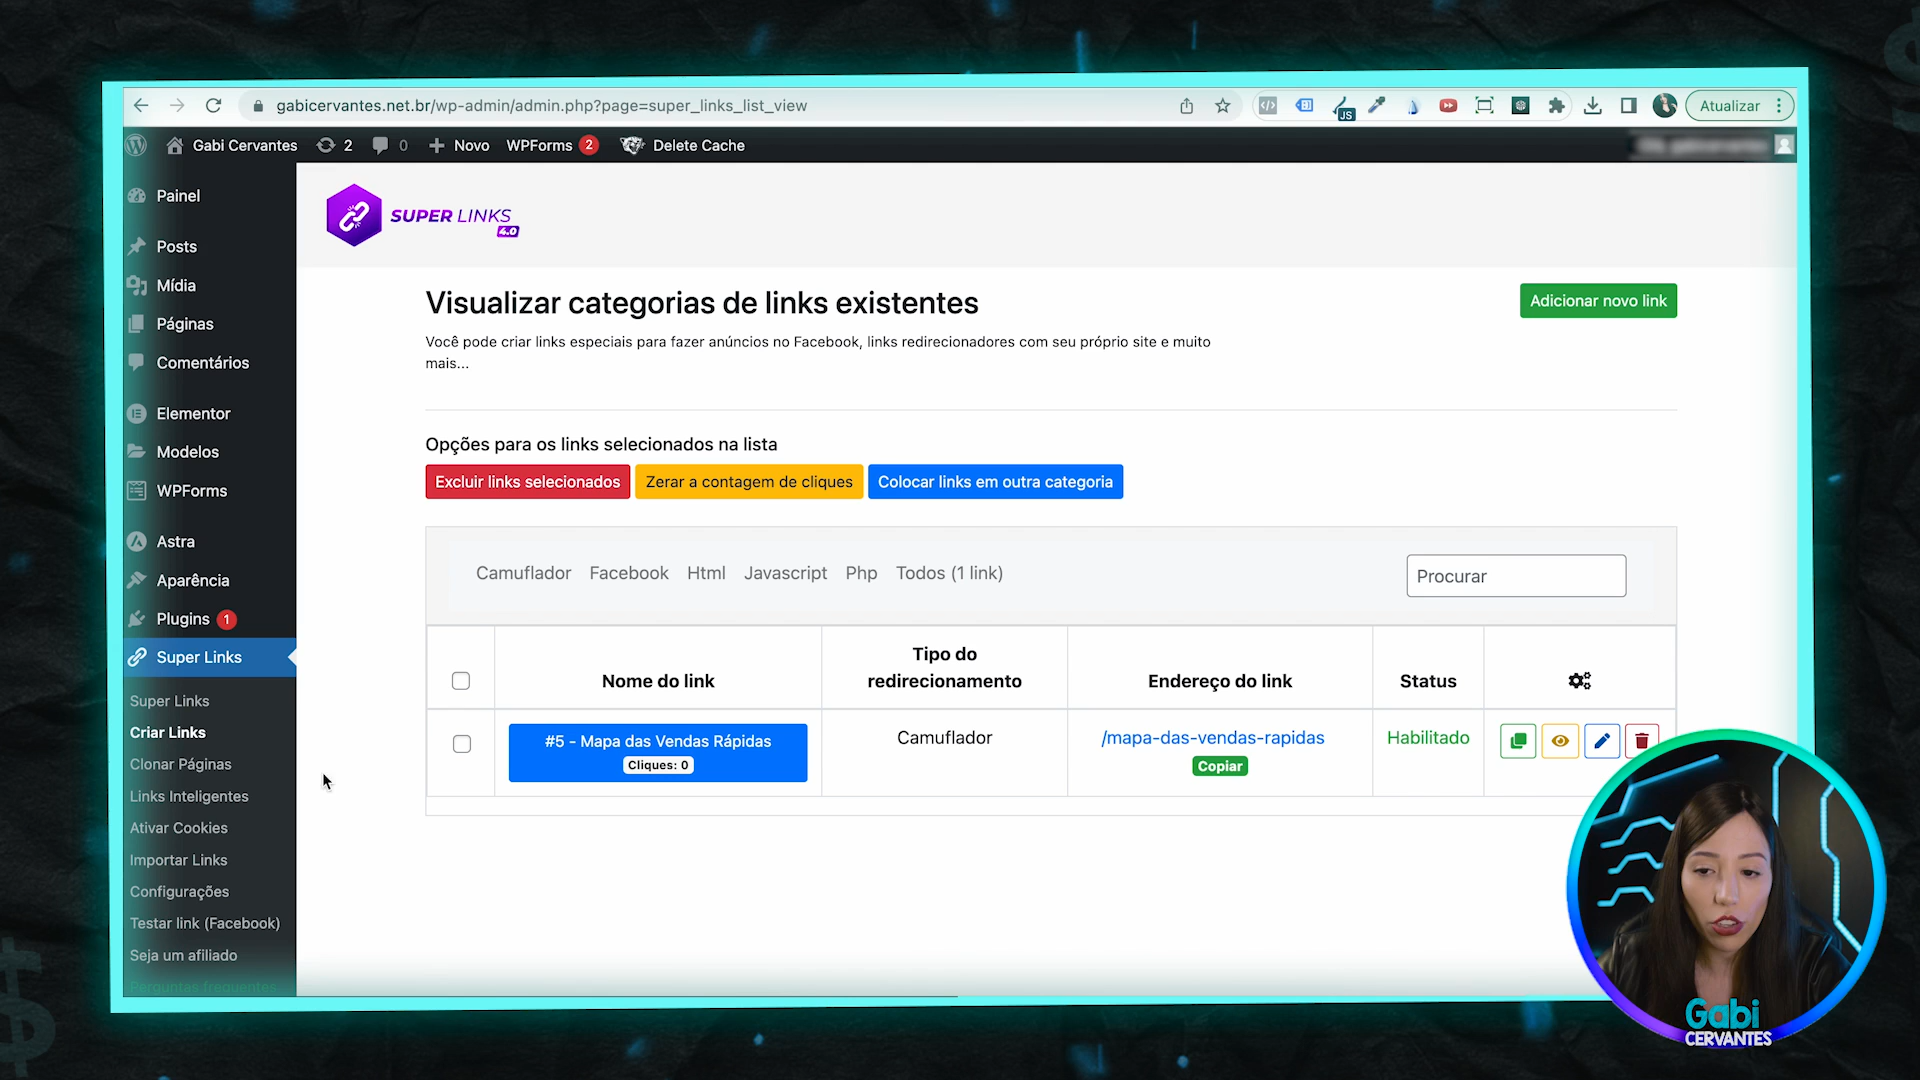 gabicervantes.net.br/wp-admin/admin.php?page=super_links_list_view
JS
Atualizar
Gabi Cervantes
2
0
Novo
WPForms 2
Delete Cache
Painel
Posts
Mídia
Páginas
Comentários
Elementor
Modelos
WPForms
Astra
Aparência
Plugins 1
Super Links
Super Links
Criar Links
Clonar Páginas
Links Inteligentes
Ativar Cookies
Importar Links
Configurações
Testar link (Facebook)
Seja um afiliado
Perguntas frequentes
SUPER LINKS
4.0
Visualizar categorias de links existentes
Adicionar novo link
Você pode criar links especiais para fazer anúncios no Facebook, links redirecionadores com seu próprio site e muito
mais...
Opções para os links selecionados na lista
Excluir links selecionados
Zerar a contagem de cliques
Colocar links em outra categoria
Camuflador Facebook Html Javascript Php Todos (1 link)
Procurar
Nome do link
Tipo do
redirecionamento
Endereço do link
Status
#5 - Mapa das Vendas Rápidas
Cliques: 0
Camuflador
/mapa-das-vendas-rapidas
Copiar
Habilitado
Gabi
CERVANTES